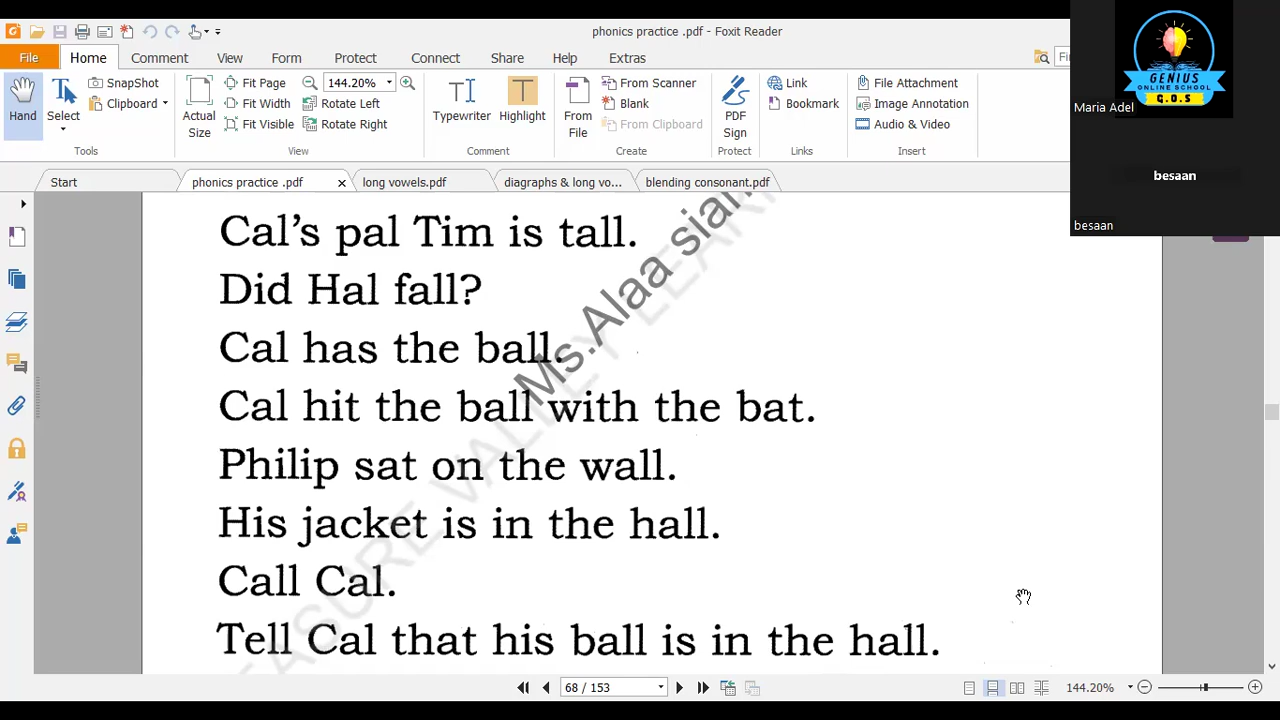 phonics practice .pdf - Foxit Reader
File Home Comment View Form Protect Connect Share Help Extras
Hand
Select
SnapShot
Clipboard
Tools
Actual Size
Fit Page
Fit Width
Fit Visible
144.20%
Rotate Left
Rotate Right
View
Typewriter
Highlight
Comment
From File
From Scanner
Blank
From Clipboard
Create
PDF Sign
Protect
Link
Bookmark
Links
File Attachment
Image Annotation
Audio & Video
Insert
GENIUS
ONLINE SCHOOL
G.O.S
Maria Adel
besaan
besaan
Start
phonics practice .pdf
long vowels.pdf
diagraphs & long vo...
blending consonant.pdf
Cal's pal Tim is tall.
Did Hal fall?
Cal has the ball.
Cal hit the ball with the bat.
Philip sat on the wall.
His jacket is in the hall.
Call Cal.
Tell Cal that his ball is in the hall.
Ms.Alaa
68 / 153
144.20%